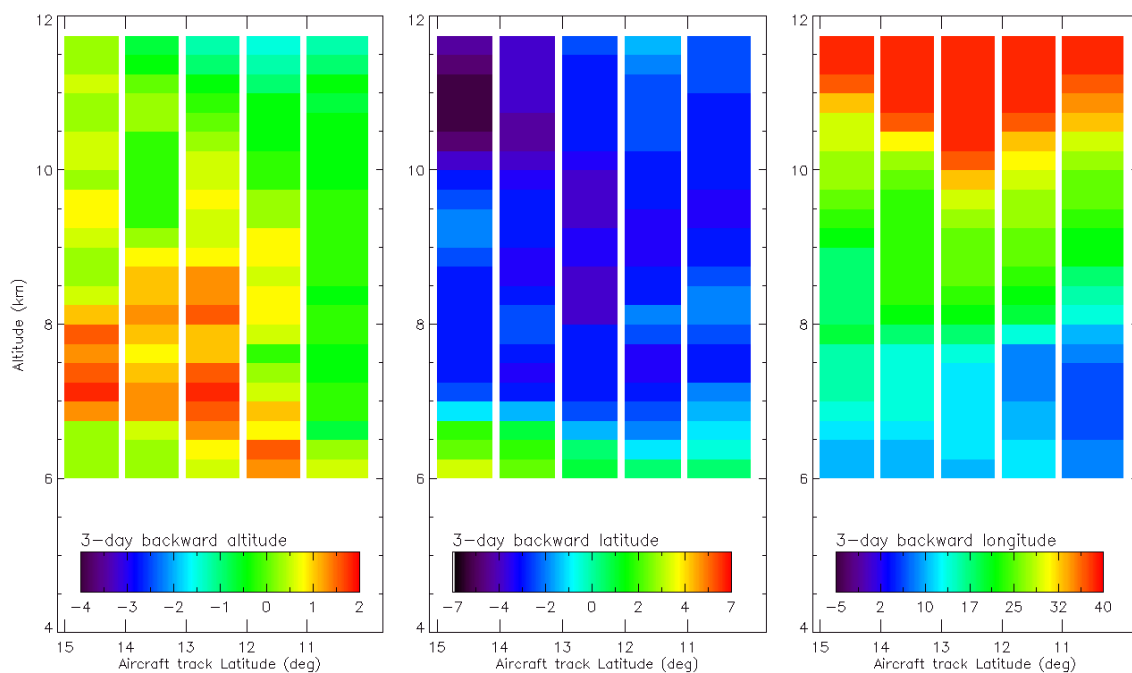 12
10
8
6
4
Altitude (km)
3-day backward altitude
-4 -3 -2 -1 0 1 2
15 14 13 12 11
Aircraft track Latitude (deg)
12
10
8
6
4
3-day backward latitude
-7 -4 -2 0 2 4 7
15 14 13 12 11
Aircraft track Latitude (deg)
12
10
8
6
4
3-day backward longitude
-5 2 10 17 25 32 40
15 14 13 12 11
Aircraft track Latitude (deg)